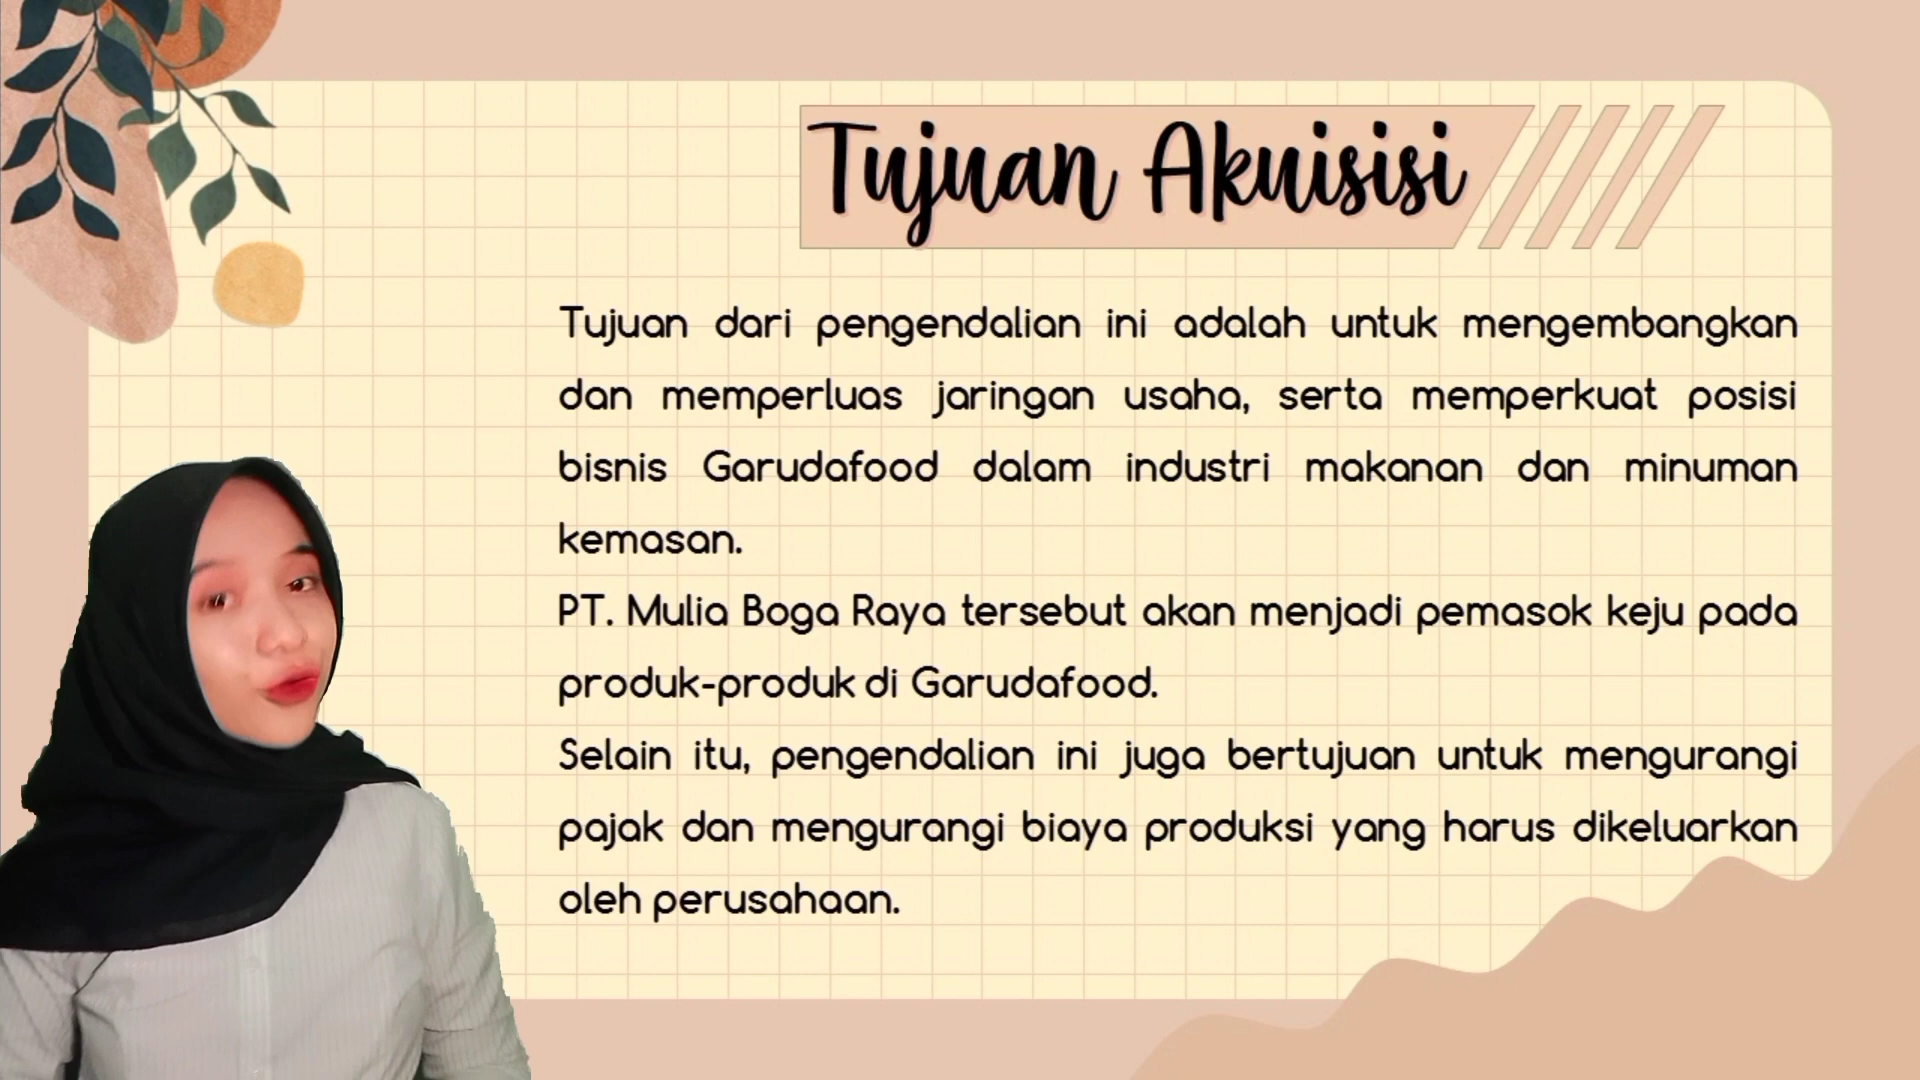 Tujuan Akuisisi
Tujuan dari pengendalian ini adalah untuk mengembangkan
dan memperluas jaringan usaha, serta memperkuat posisi
bisnis Garudafood dalam industri makanan dan minuman
kemasan.
PT. Mulia Boga Raya tersebut akan menjadi pemasok keju pada
produk-produk di Garudafood.
Selain itu, pengendalian ini juga bertujuan untuk mengurangi
pajak dan mengurangi biaya produksi yang harus dikeluarkan
oleh perusahaan.